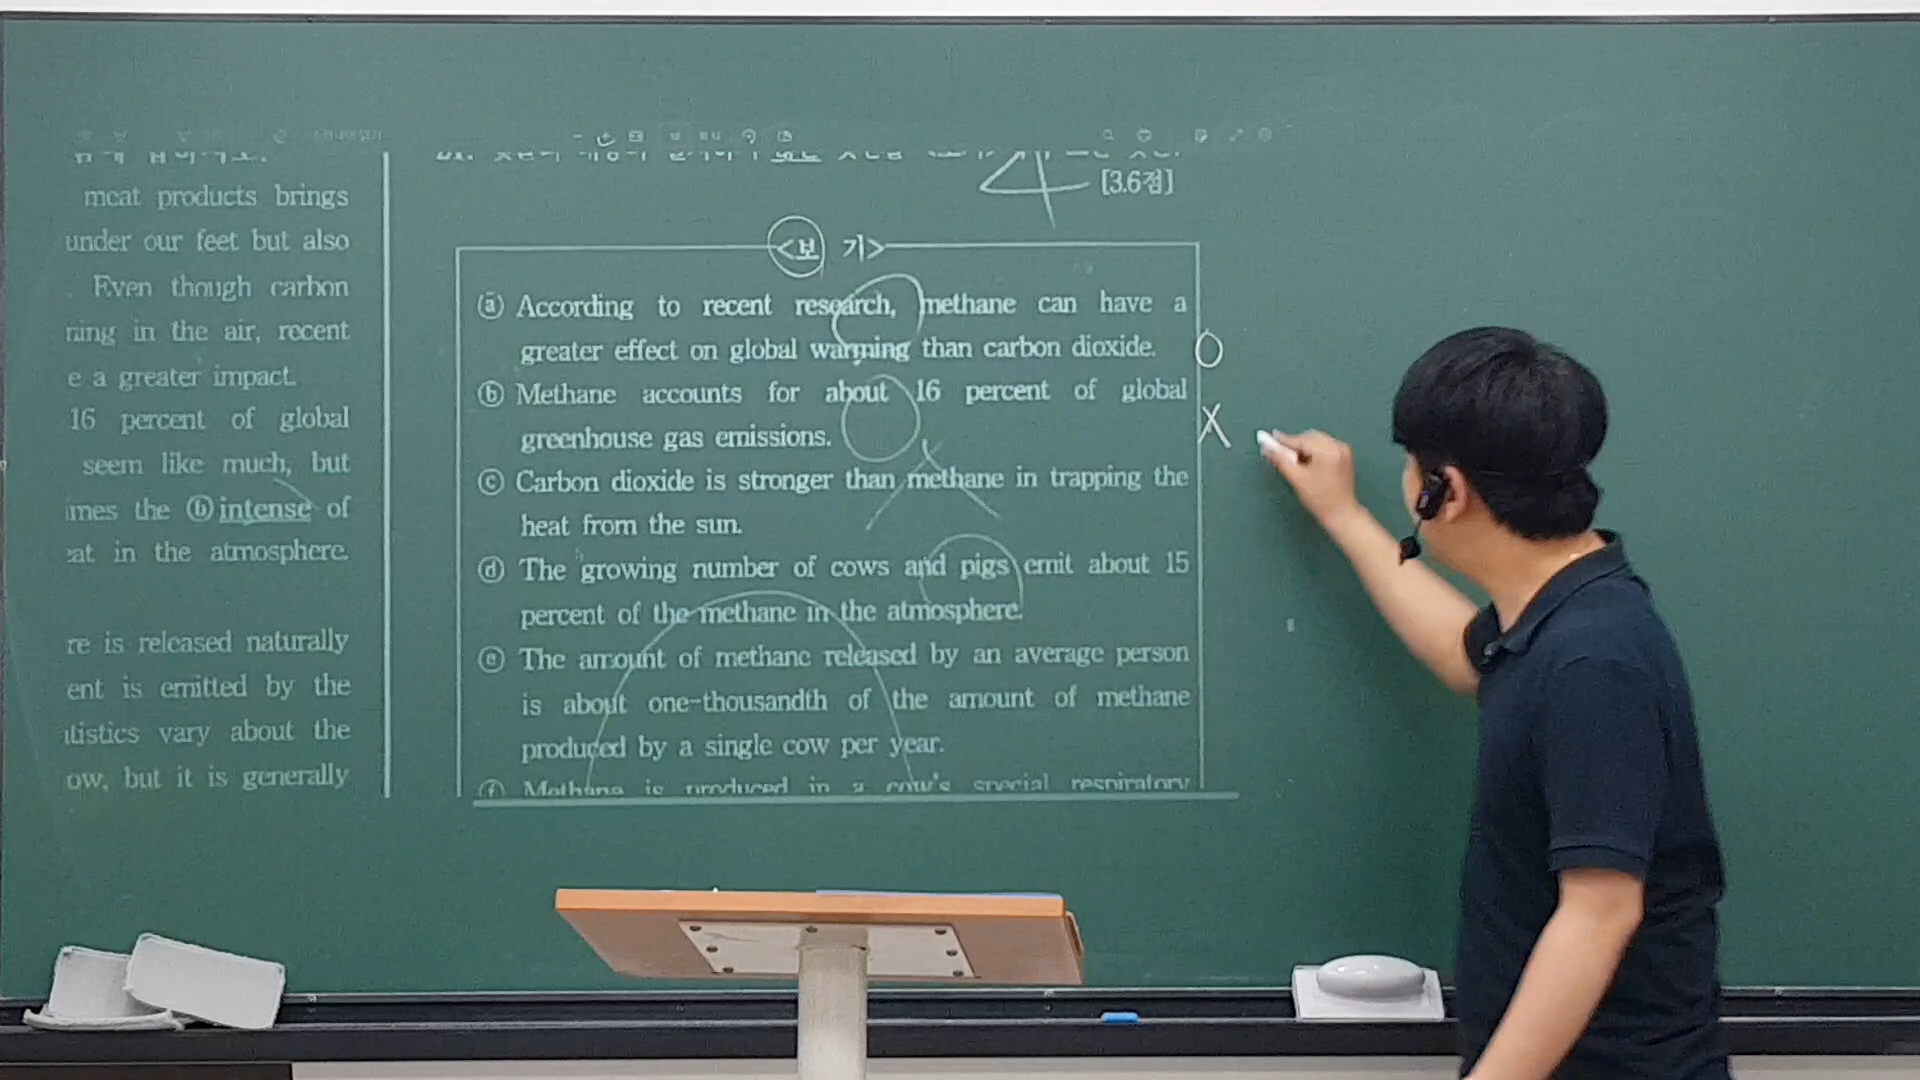 meat products brings
under our feet but also
. Even though carbon
ning in the air, recent
e a greater impact.
16 percent of global
seem like much, but
imes the ⓑ intense of
eat in the atmosphere.
re is released naturally
ent is emitted by the
tistics vary about the
ow, but it is generally
4 [3.6점]
<보 기>
ⓐ According to recent research, methane can have a
greater effect on global warming than carbon dioxide. O
ⓑ Methane accounts for about 16 percent of global
greenhouse gas emissions. X
ⓒ Carbon dioxide is stronger than methane in trapping the
heat from the sun.
ⓓ The growing number of cows and pigs emit about 15
percent of the methane in the atmosphere.
ⓔ The amount of methane released by an average person
is about one-thousandth of the amount of methane
produced by a single cow per year.
ⓕ Methane is produced in a cow's special respiratory